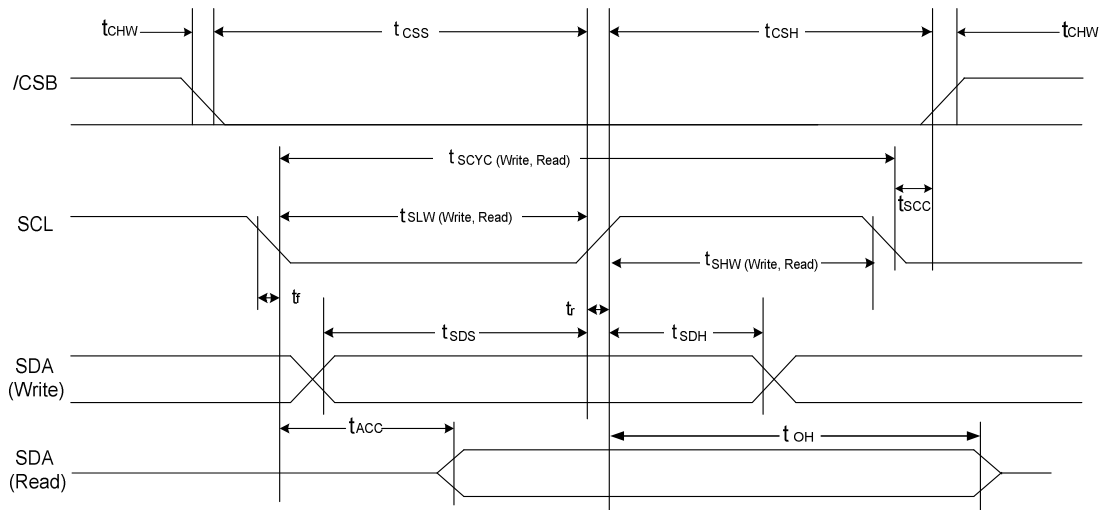 tCHW
tCSS
tCSH
tCHW
/CSB
tSCYC (Write, Read)
tSCC
SCL
tSLW (Write, Read)
tSHW (Write, Read)
tf
tr
tSDS
tSDH
SDA
(Write)
tACC
tOH
SDA
(Read)